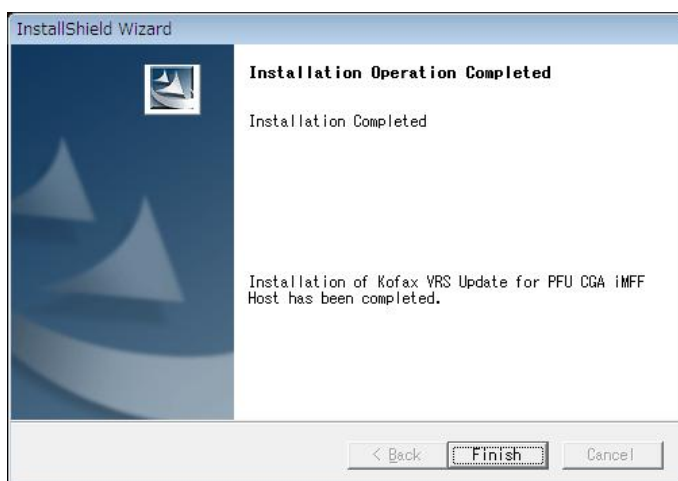 InstallShield Wizard
Installation Operation Completed
Installation Completed
Installation of Kofax VRS Update for PFU CGA iMFF
Host has been completed.
< Back Finish Cancel